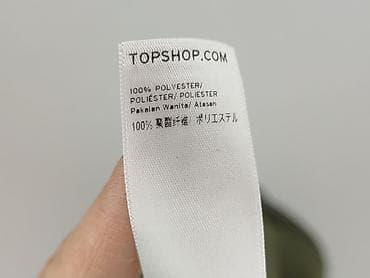 TOPSHOP.COM
100% POLYESTER/
POLIÉSTER/ POLIESTER
Pakaian Wanita/ Atasan
100% 聚酯纤维/ ポリエステル